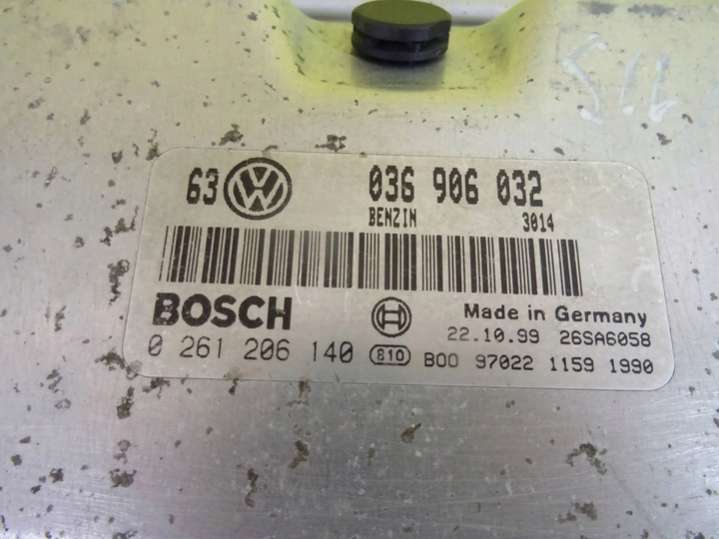 63 VW 036 906 032
BENZIN 3014
BOSCH Made in Germany
22.10.99 26SA6058
0 261 206 140 810 B00 97022 1159 1990